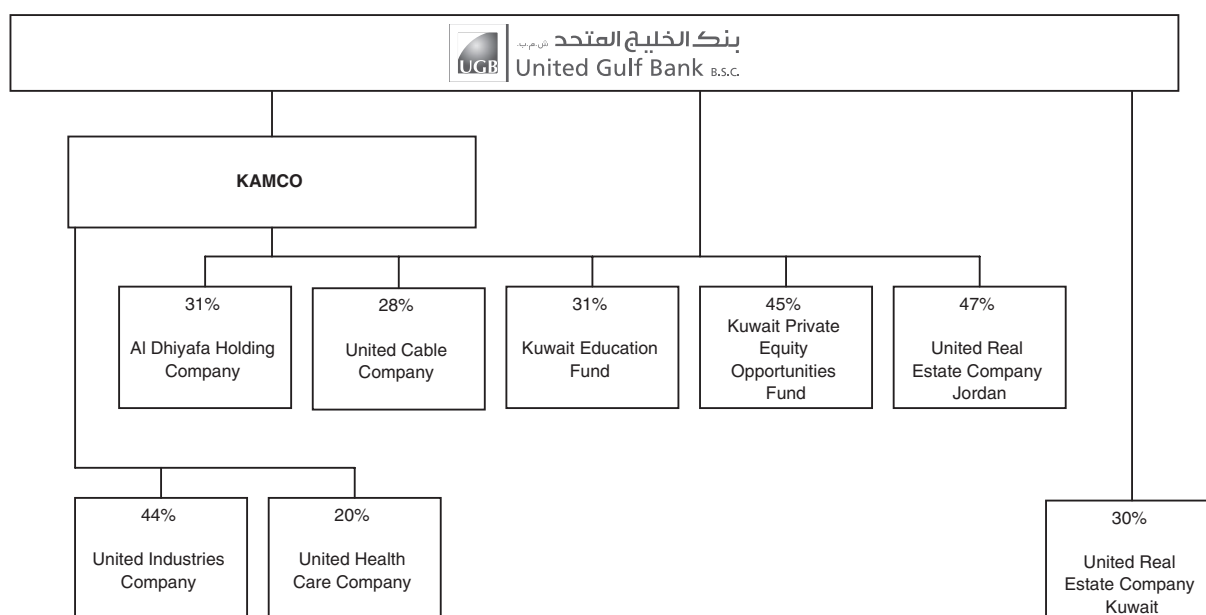 بنك الخليج المتحد ش.م.ب.
UGB
United Gulf Bank B.S.C.
KAMCO
31%
Al Dhiyafa Holding
Company
28%
United Cable
Company
31%
Kuwait Education
Fund
45%
Kuwait Private
Equity
Opportunities
Fund
47%
United Real
Estate Company
Jordan
44%
United Industries
Company
20%
United Health
Care Company
30%
United Real
Estate Company
Kuwait